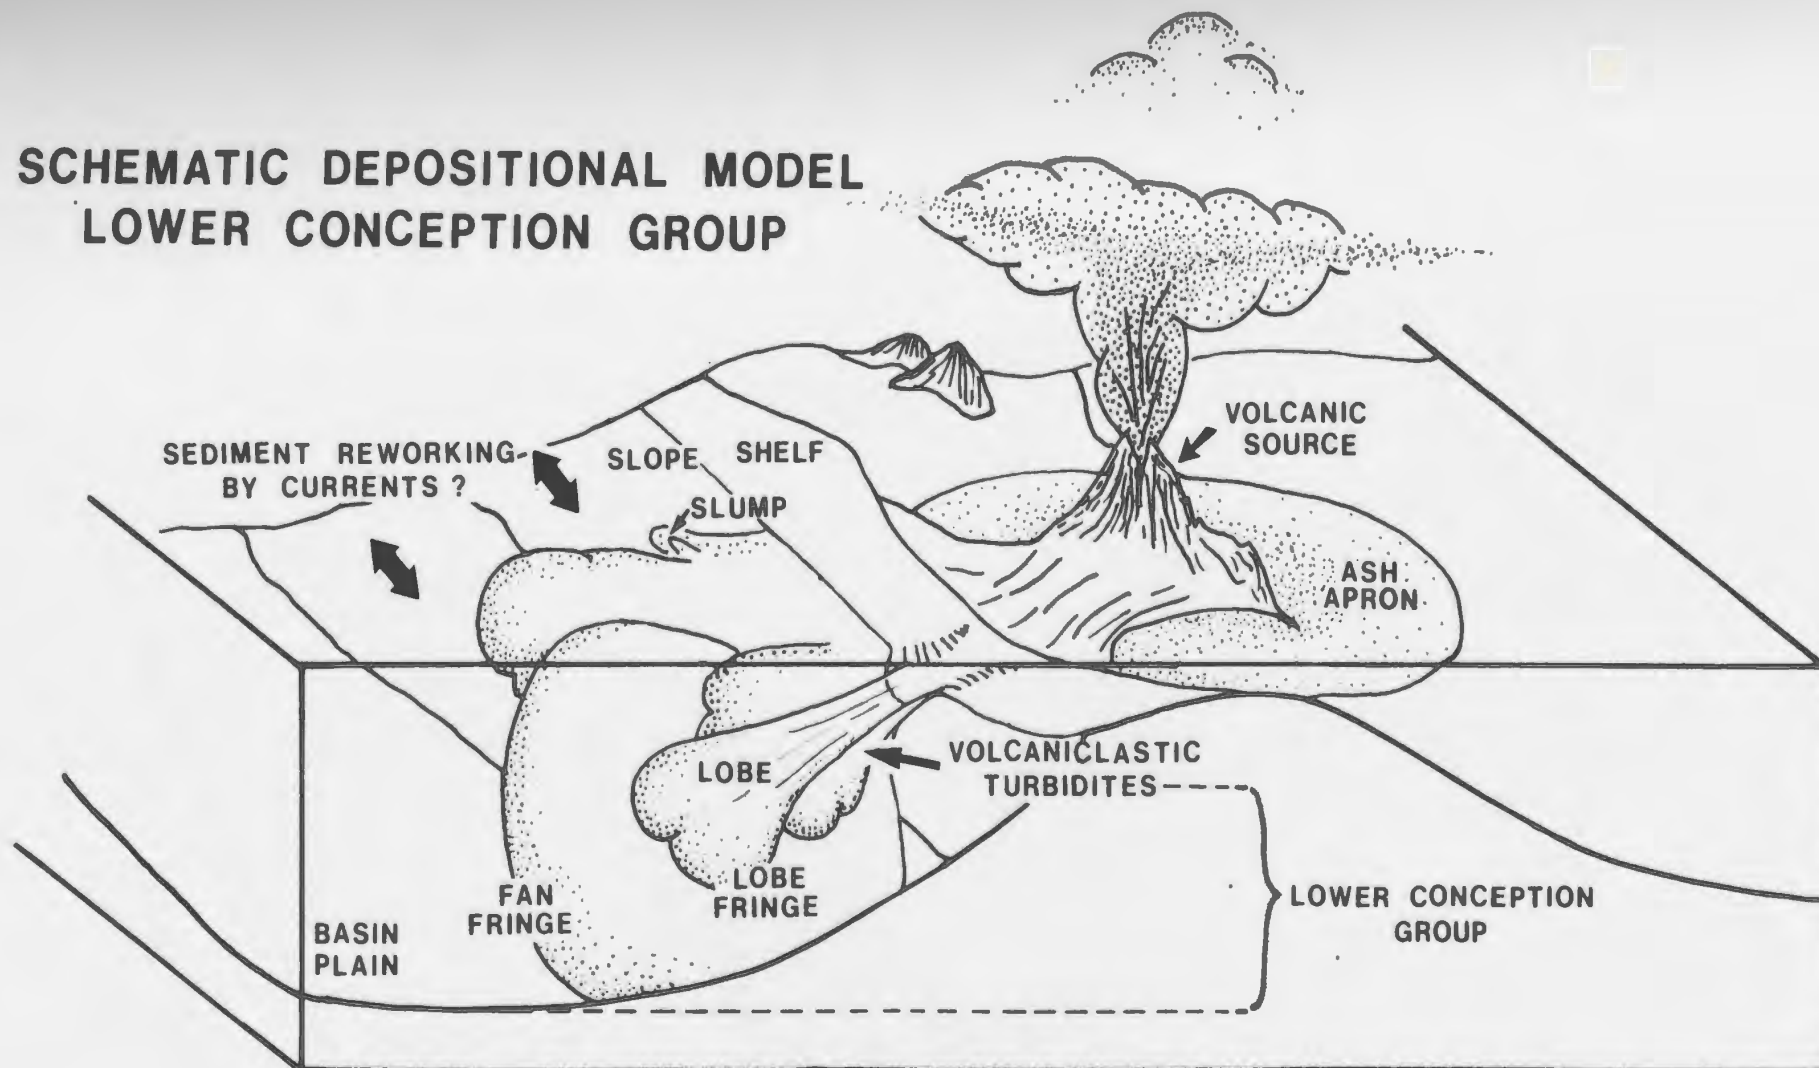 SCHEMATIC DEPOSITIONAL MODEL
LOWER CONCEPTION GROUP
VOLCANIC
SOURCE
SEDIMENT REWORKING
BY CURRENTS ?
SLOPE
SHELF
SLUMP
ASH
APRON
LOBE
VOLCANICLASTIC
TURBIDITES
LOBE
FRINGE
FAN
FRINGE
BASIN
PLAIN
LOWER CONCEPTION
GROUP